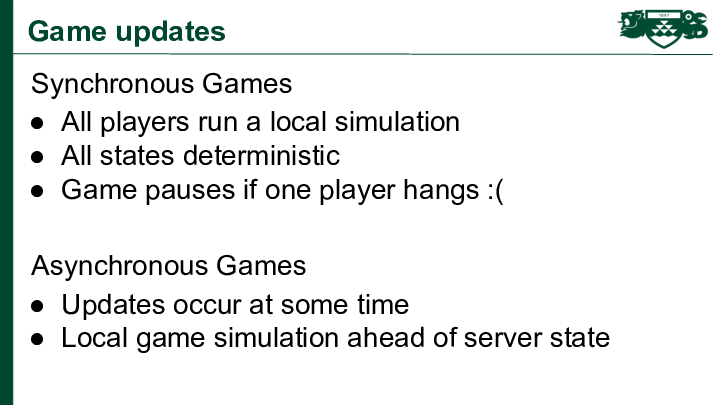 Game updates
Synchronous Games
● All players run a local simulation
● All states deterministic
● Game pauses if one player hangs :(
Asynchronous Games
● Updates occur at some time
● Local game simulation ahead of server state